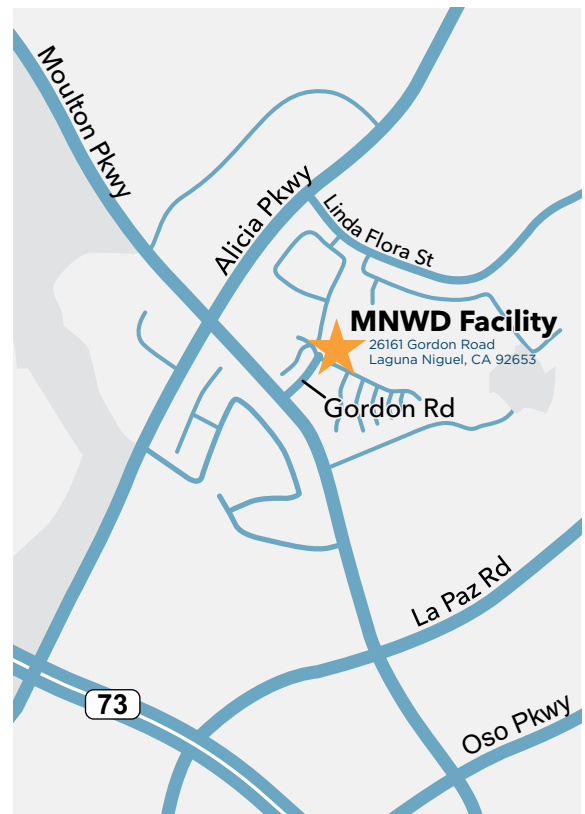 Moulton Pkwy
Alicia Pkwy
Linda Flora St
MNWD Facility
26161 Gordon Road
Laguna Niguel, CA 92653
Gordon Rd
La Paz Rd
73
Oso Pkwy